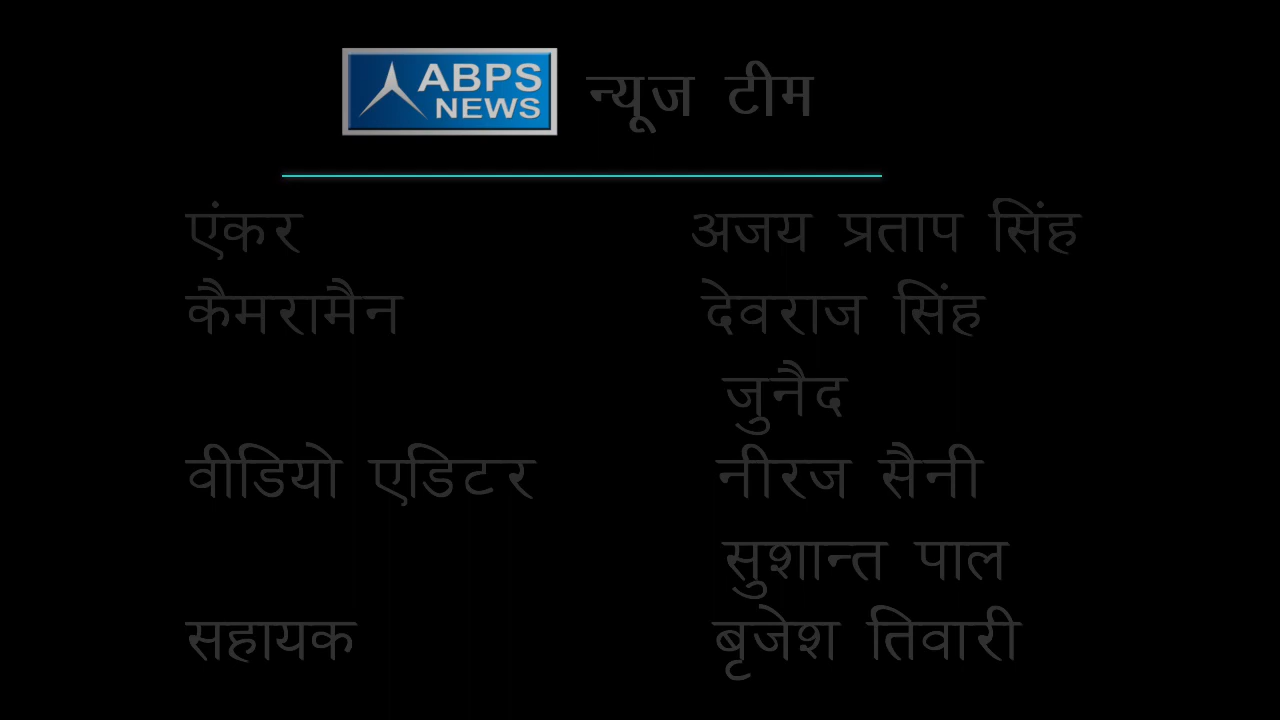 ABPS NEWS न्यूज टीम
एंकर अजय प्रताप सिंह
कैमरामैन देवराज सिंह
जुनैद
वीडियो एडिटर नीरज सैनी
सुशान्त पाल
सहायक बृजेश तिवारी